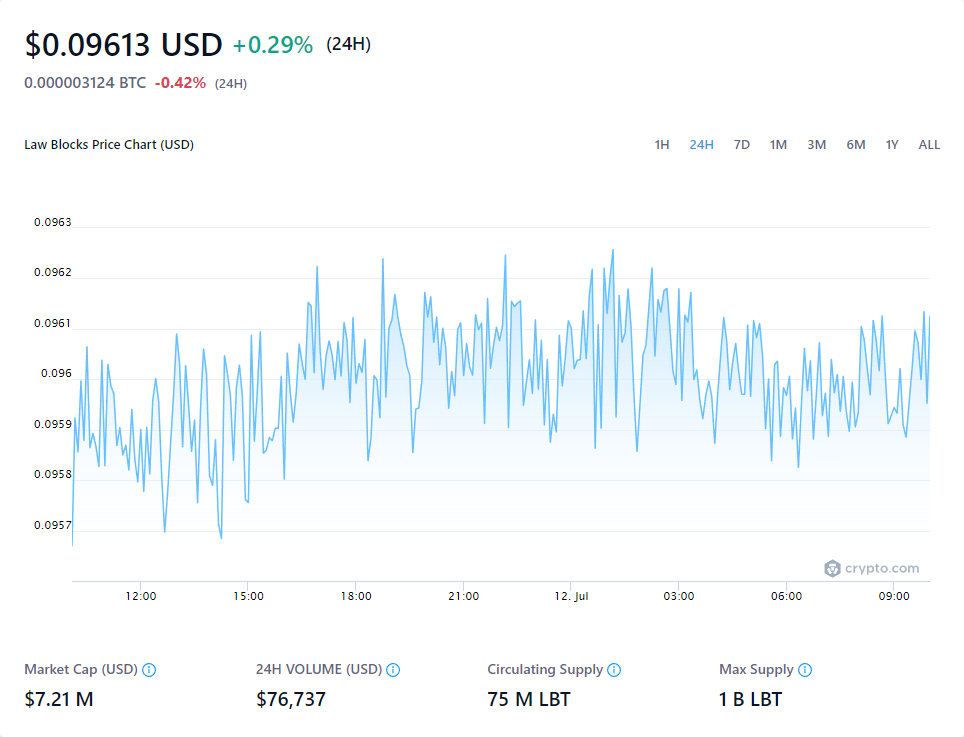 $0.09613 USD +0.29% (24H)
0.000003124 BTC -0.42% (24H)
Law Blocks Price Chart (USD) 1H 24H 7D 1M 3M 6M 1Y ALL
0.0963
0.0962
0.0961
0.096
0.0959
0.0958
0.0957
crypto.com
12:00 15:00 18:00 21:00 12. Jul 03:00 06:00 09:00
Market Cap (USD) 24H VOLUME (USD) Circulating Supply Max Supply
$7.21 M $76,737 75 M LBT 1 B LBT